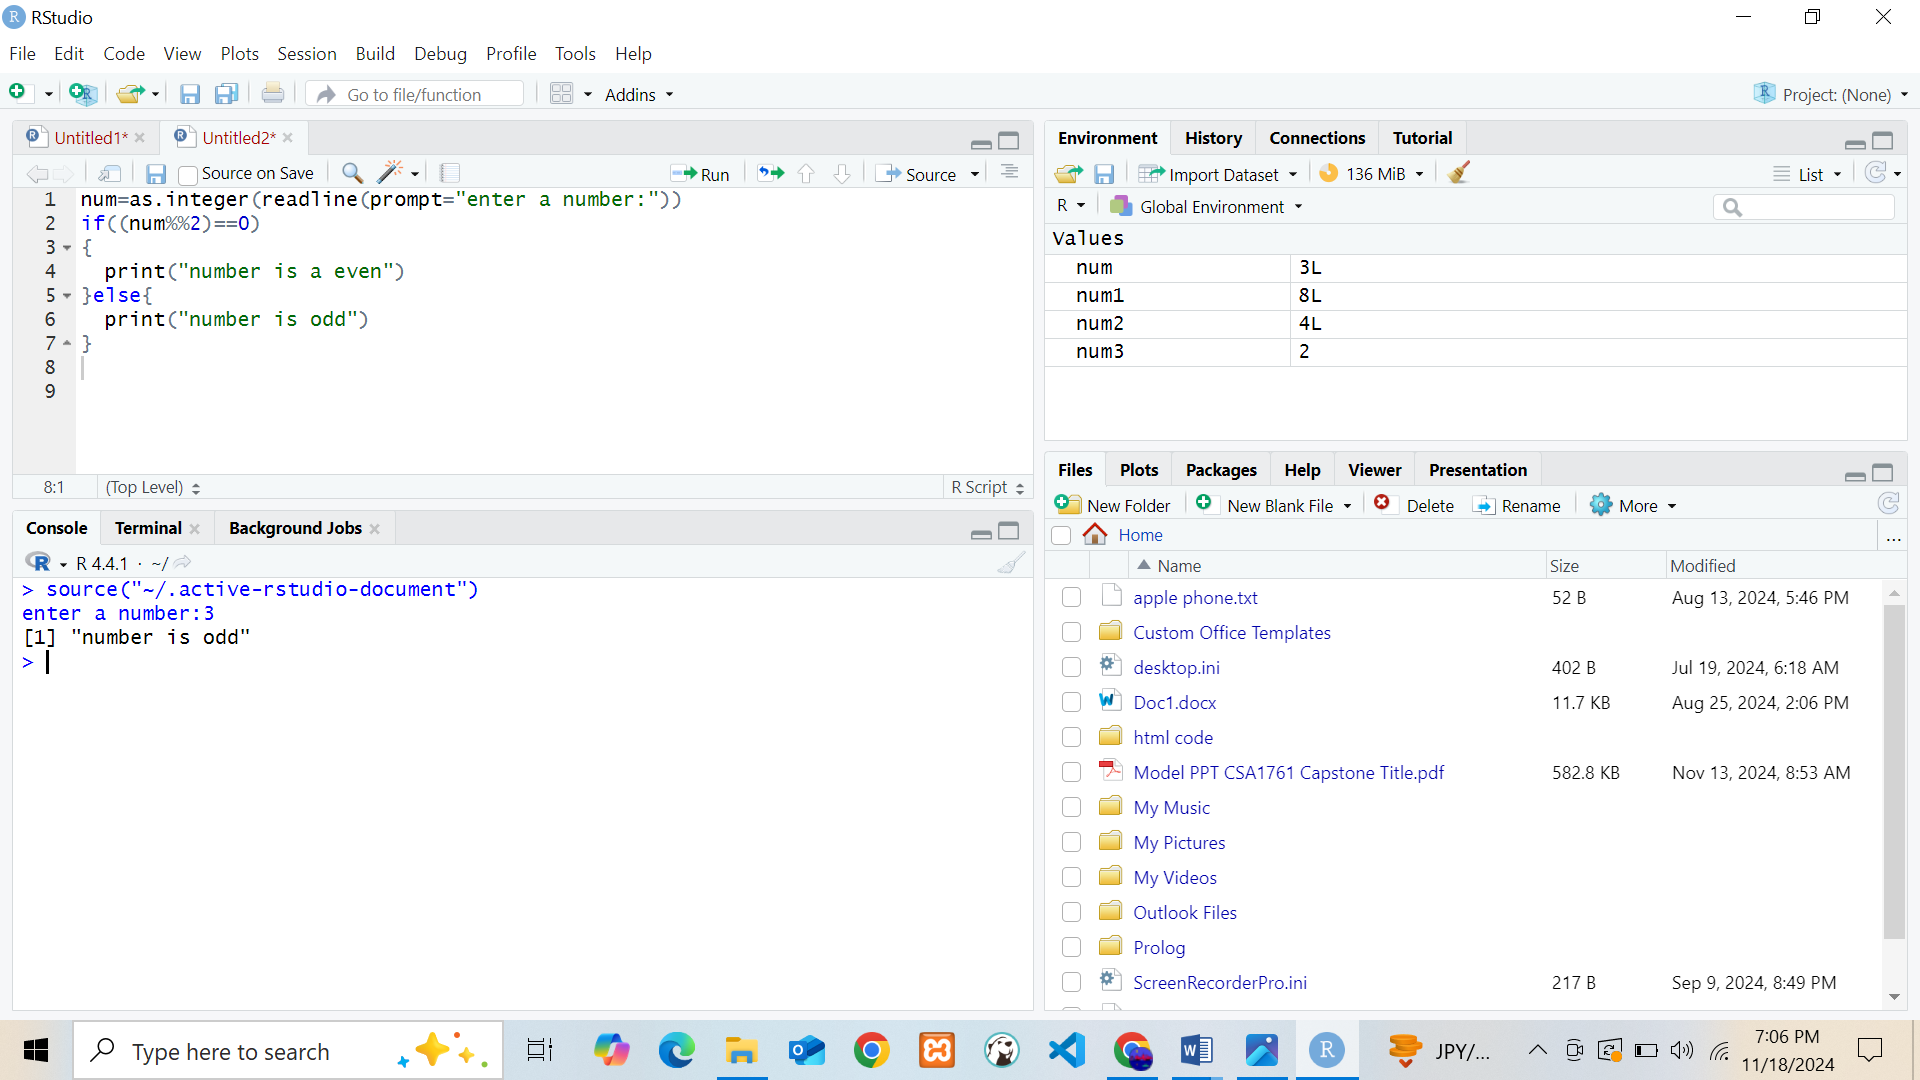 RStudio
File Edit Code View Plots Session Build Debug Profile Tools Help
Go to file/function Addins Project: (None)
Untitled1* Untitled2*
Source on Save Run Source
1 num=as.integer(readline(prompt="enter a number:"))
2 if((num%%2)==0)
3 {
4 print("number is a even")
5 }else{
6 print("number is odd")
7 }
8
9
8:1 (Top Level) R Script
Console Terminal Background Jobs
R 4.4.1 · ~/
> source("~/.active-rstudio-document")
enter a number:3
[1] "number is odd"
>
Environment History Connections Tutorial
Import Dataset 136 MiB List
R Global Environment
Values
num 3L
num1 8L
num2 4L
num3 2
Files Plots Packages Help Viewer Presentation
New Folder New Blank File Delete Rename More
Home ...
Name Size Modified
apple phone.txt 52 B Aug 13, 2024, 5:46 PM
Custom Office Templates
desktop.ini 402 B Jul 19, 2024, 6:18 AM
Doc1.docx 11.7 KB Aug 25, 2024, 2:06 PM
html code
Model PPT CSA1761 Capstone Title.pdf 582.8 KB Nov 13, 2024, 8:53 AM
My Music
My Pictures
My Videos
Outlook Files
Prolog
ScreenRecorderPro.ini 217 B Sep 9, 2024, 8:49 PM
Type here to search JPY/... 7:06 PM
11/18/2024